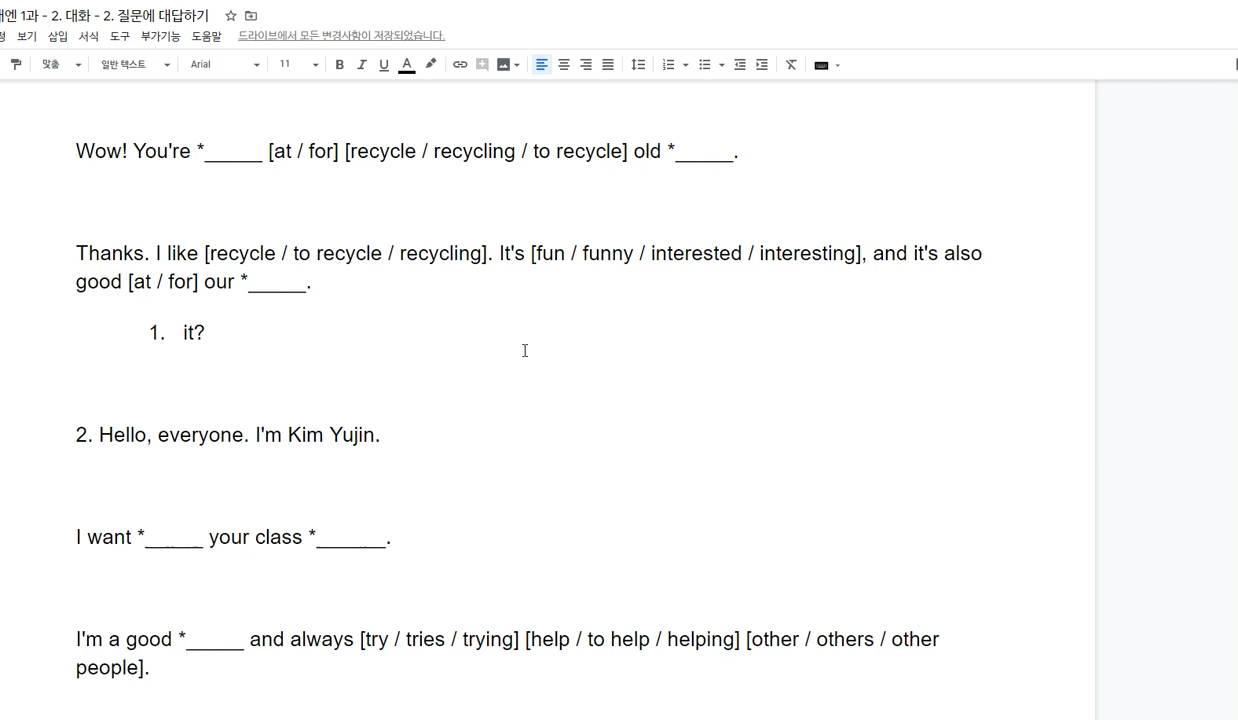 1과 - 2. 대화 - 2. 질문에 대답하기
보기 삽입 서식 도구 부가기능 도움말 드라이브에서 모든 변경사항이 저장되었습니다.
맞춤 일반 텍스트 Arial 11 B I U A
Wow! You're *_____ [at / for] [recycle / recycling / to recycle] old *_____.
Thanks. I like [recycle / to recycle / recycling]. It's [fun / funny / interested / interesting], and it's also
good [at / for] our *_____.
1. it?
2. Hello, everyone. I'm Kim Yujin.
I want *_____ your class *______.
I'm a good *_____ and always [try / tries / trying] [help / to help / helping] [other / others / other
people].